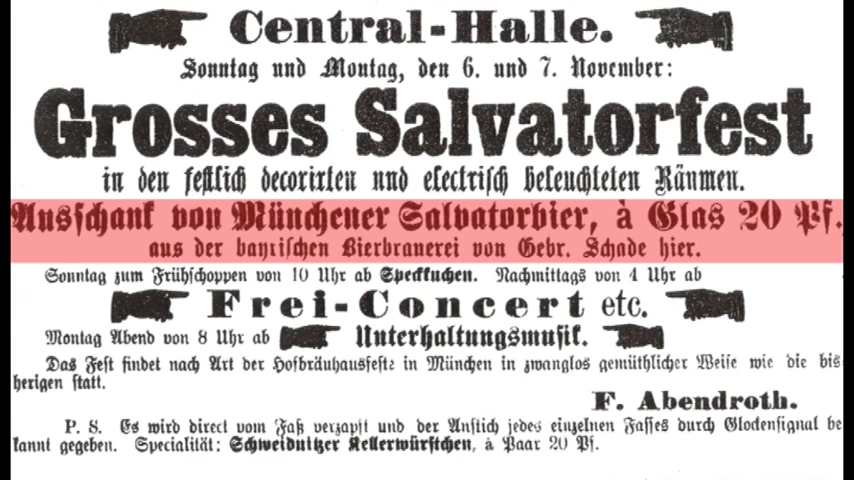 Central-Halle.
Sonntag und Montag, den 6. und 7. November:
Grosses Salvatorfest
in den festlich decorirten und electrisch beleuchteten Räumen.
Ausschank von Münchener Salvatorbier, à Glas 20 Pf.,
aus der bayrischen Bierbrauerei von Gebr. Schade hier.
Sonntag zum Frühschoppen von 10 Uhr ab Speckkuchen. Nachmittags von 4 Uhr ab
Frei-Concert etc.
Montag Abend von 8 Uhr ab Unterhaltungsmusik.
Das Fest findet nach Art der Hofbräuhausfeste in München in zwanglos gemüthlicher Weise wie die bis-
herigen statt.
F. Abendroth.
P. S. Es wird direct vom Faß verzapft und der Anstich jedes einzelnen Fasses durch Glockensignal be
kannt gegeben. Specialität: Schweidnitzer Kellerwürstchen, à Paar 20 Pf.